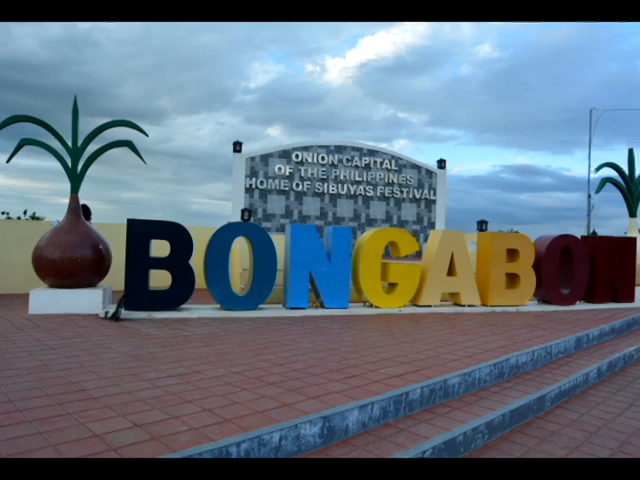 ONION CAPITAL
OF THE PHILIPPINES
HOME OF SIBUYAS FESTIVAL
BONGABON